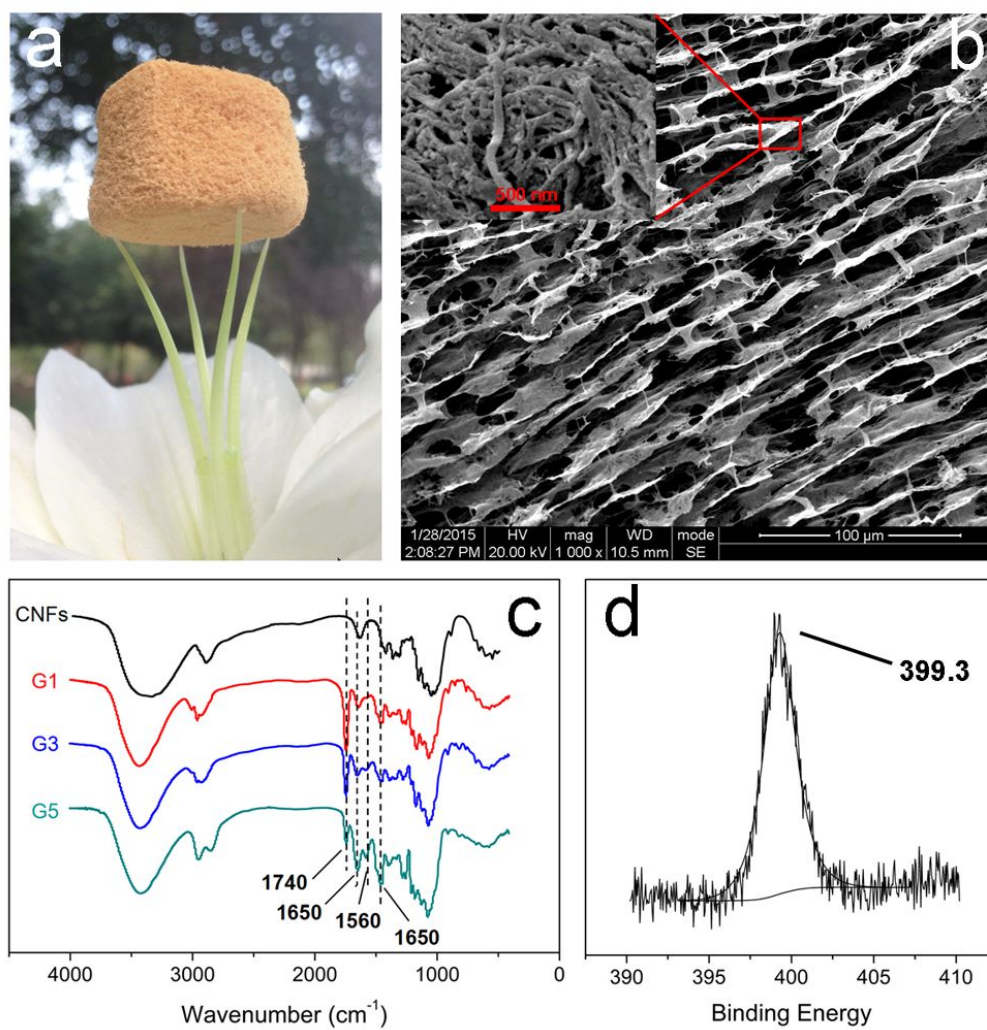 a
b
500 nm
1/28/2015 HV mag WD mode
2:08:27 PM 20.00 kV 1 000 x 10.5 mm SE 100 µm
c
CNFs
G1
G3
G5
1740
1650
1560
1650
4000 3000 2000 1000 0
Wavenumber (cm⁻¹)
d
399.3
390 395 400 405 410
Binding Energy